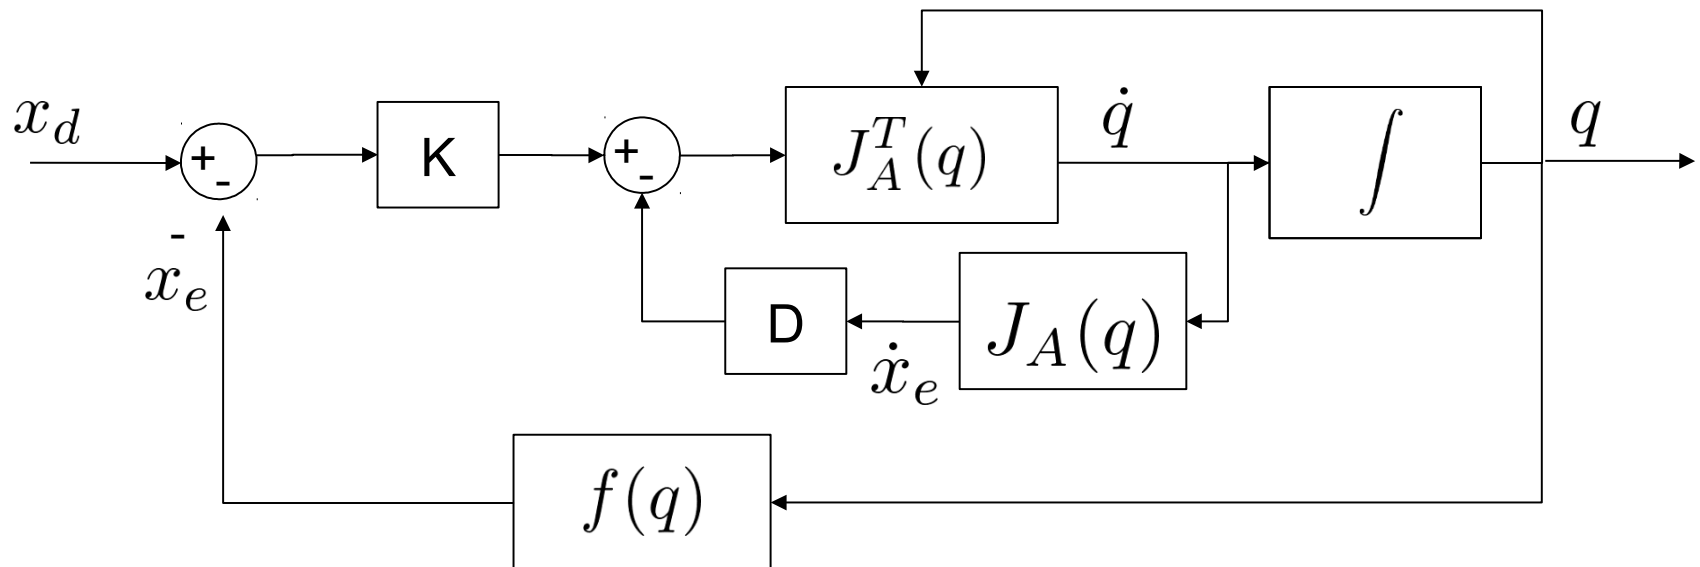 x_d
+
-
K
+
-
J_A^T(q)
q̇
∫
q
-
x_e
D
ẋ_e
J_A(q)
f(q)